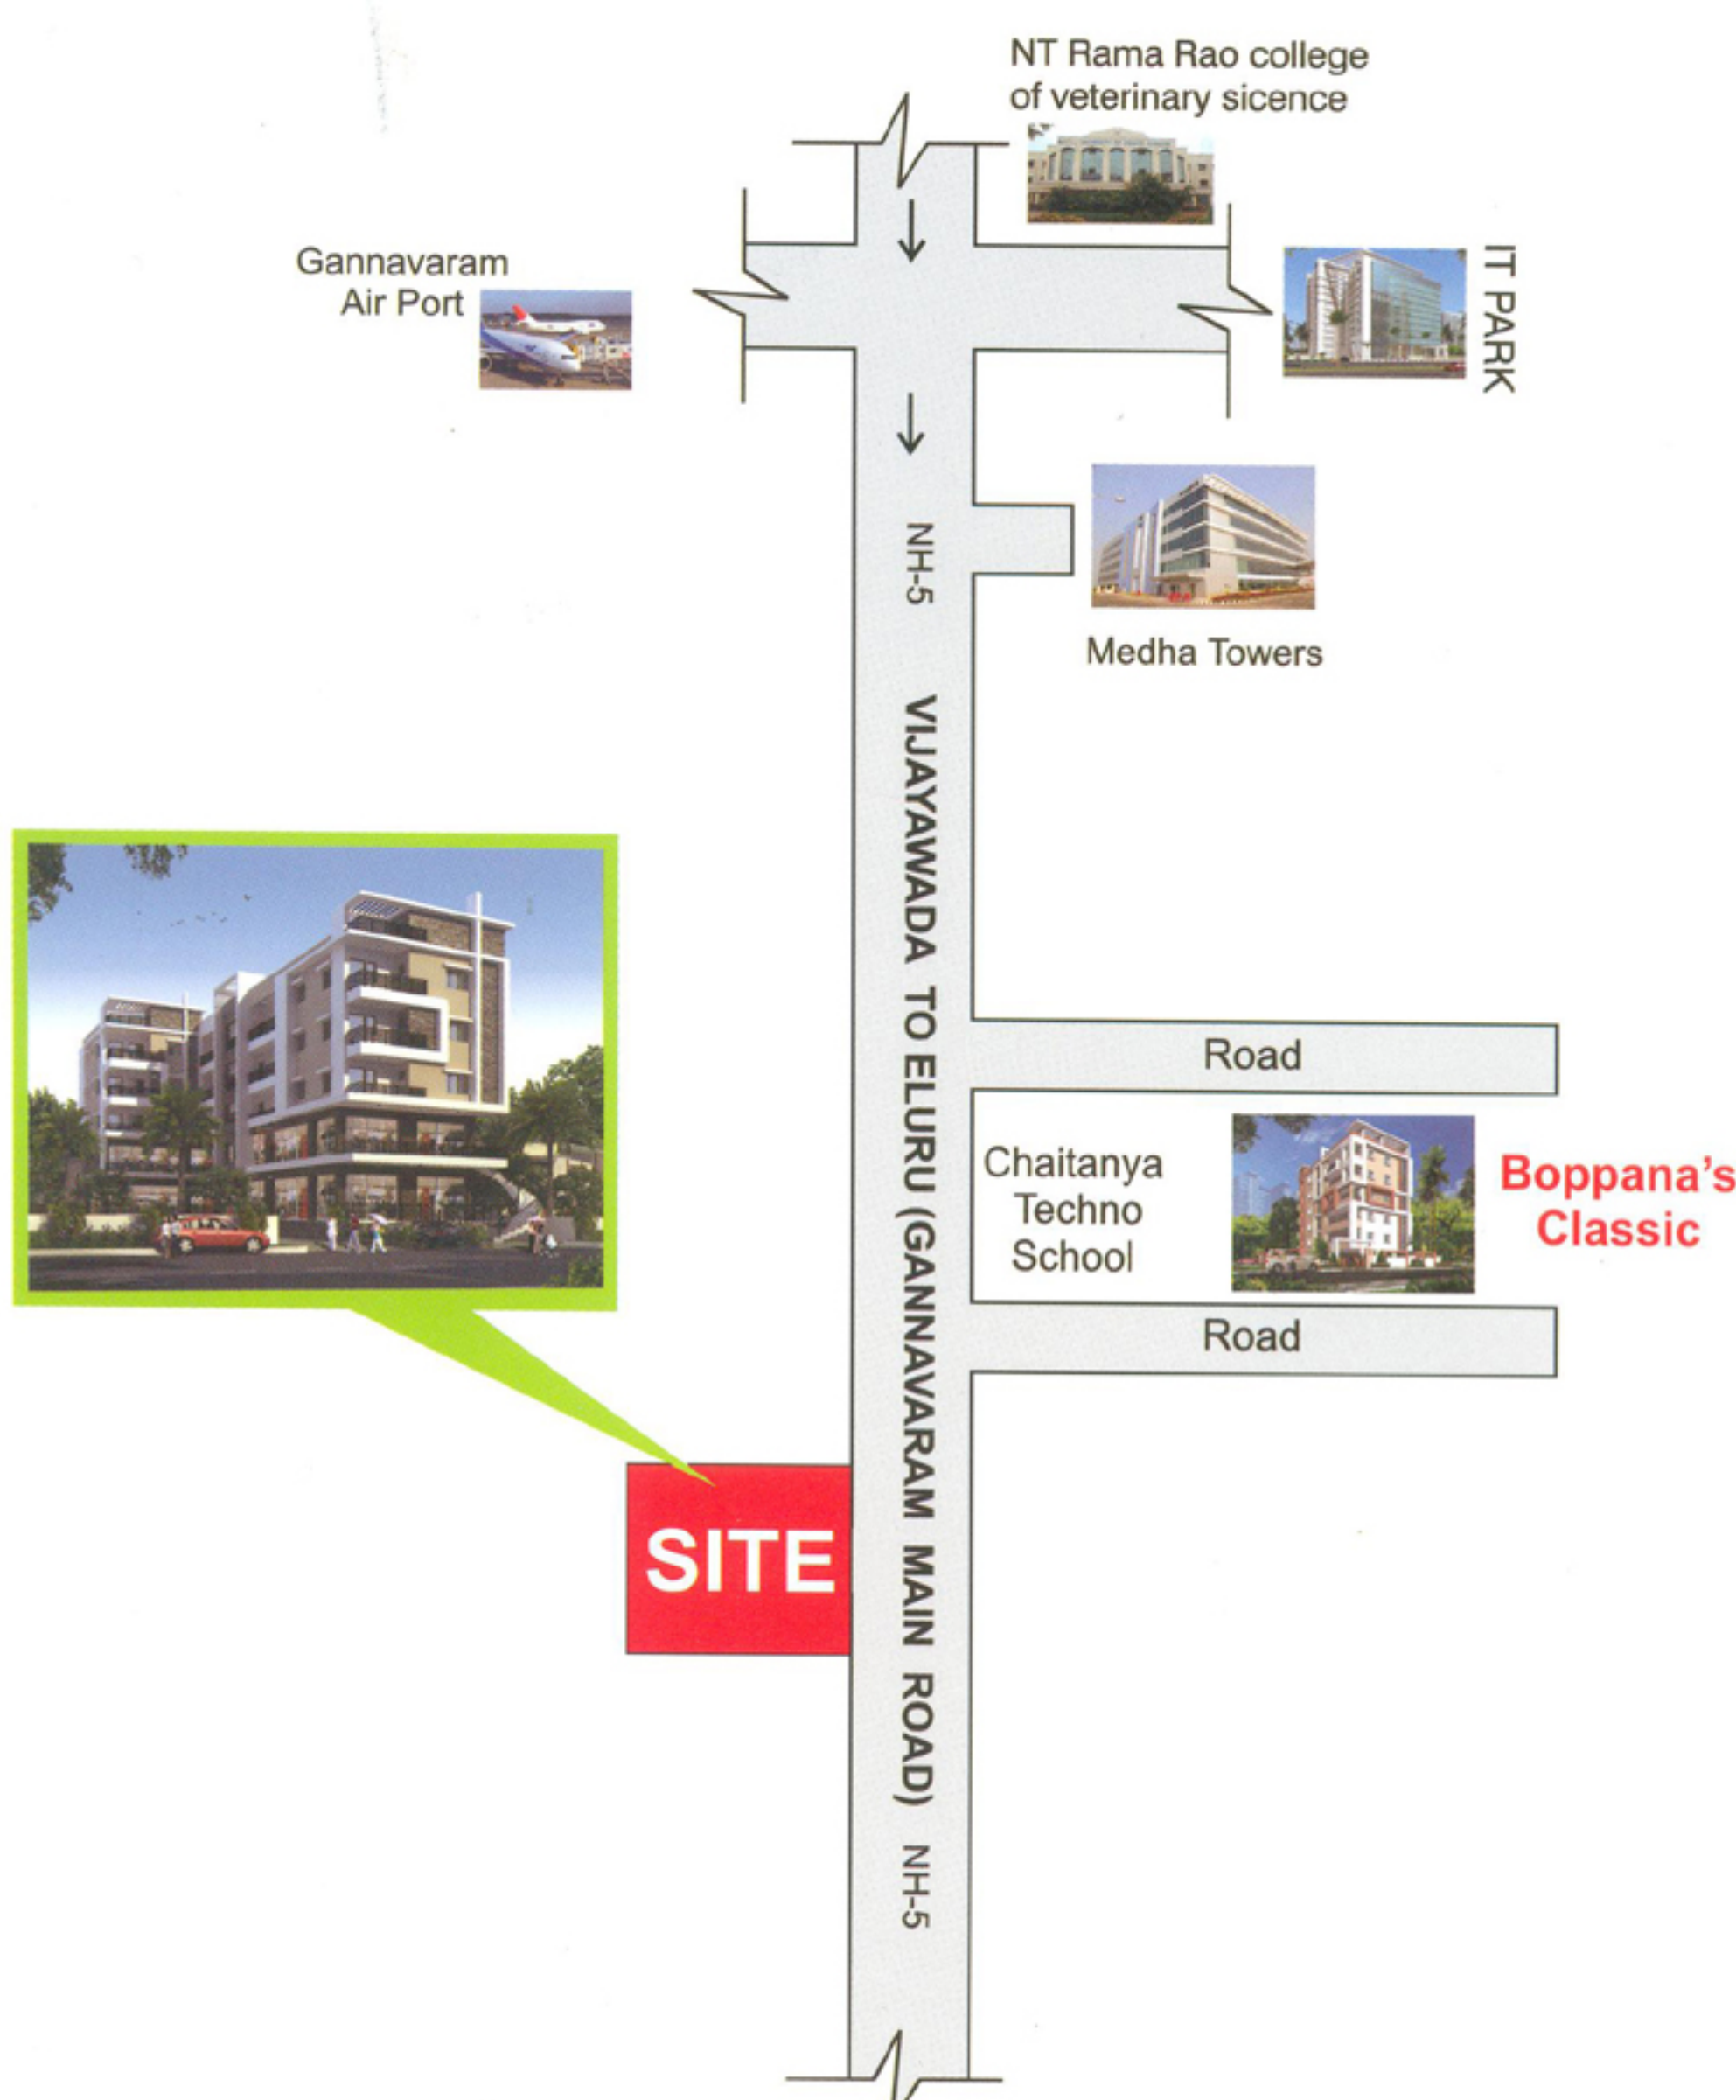 NT Rama Rao college
of veterinary sicence
Gannavaram
Air Port
IT PARK
NH-5
Medha Towers
VIJAYAWADA TO ELURU (GANNAVARAM MAIN ROAD)
Road
Chaitanya
Techno
School
Boppana's
Classic
Road
SITE
NH-5